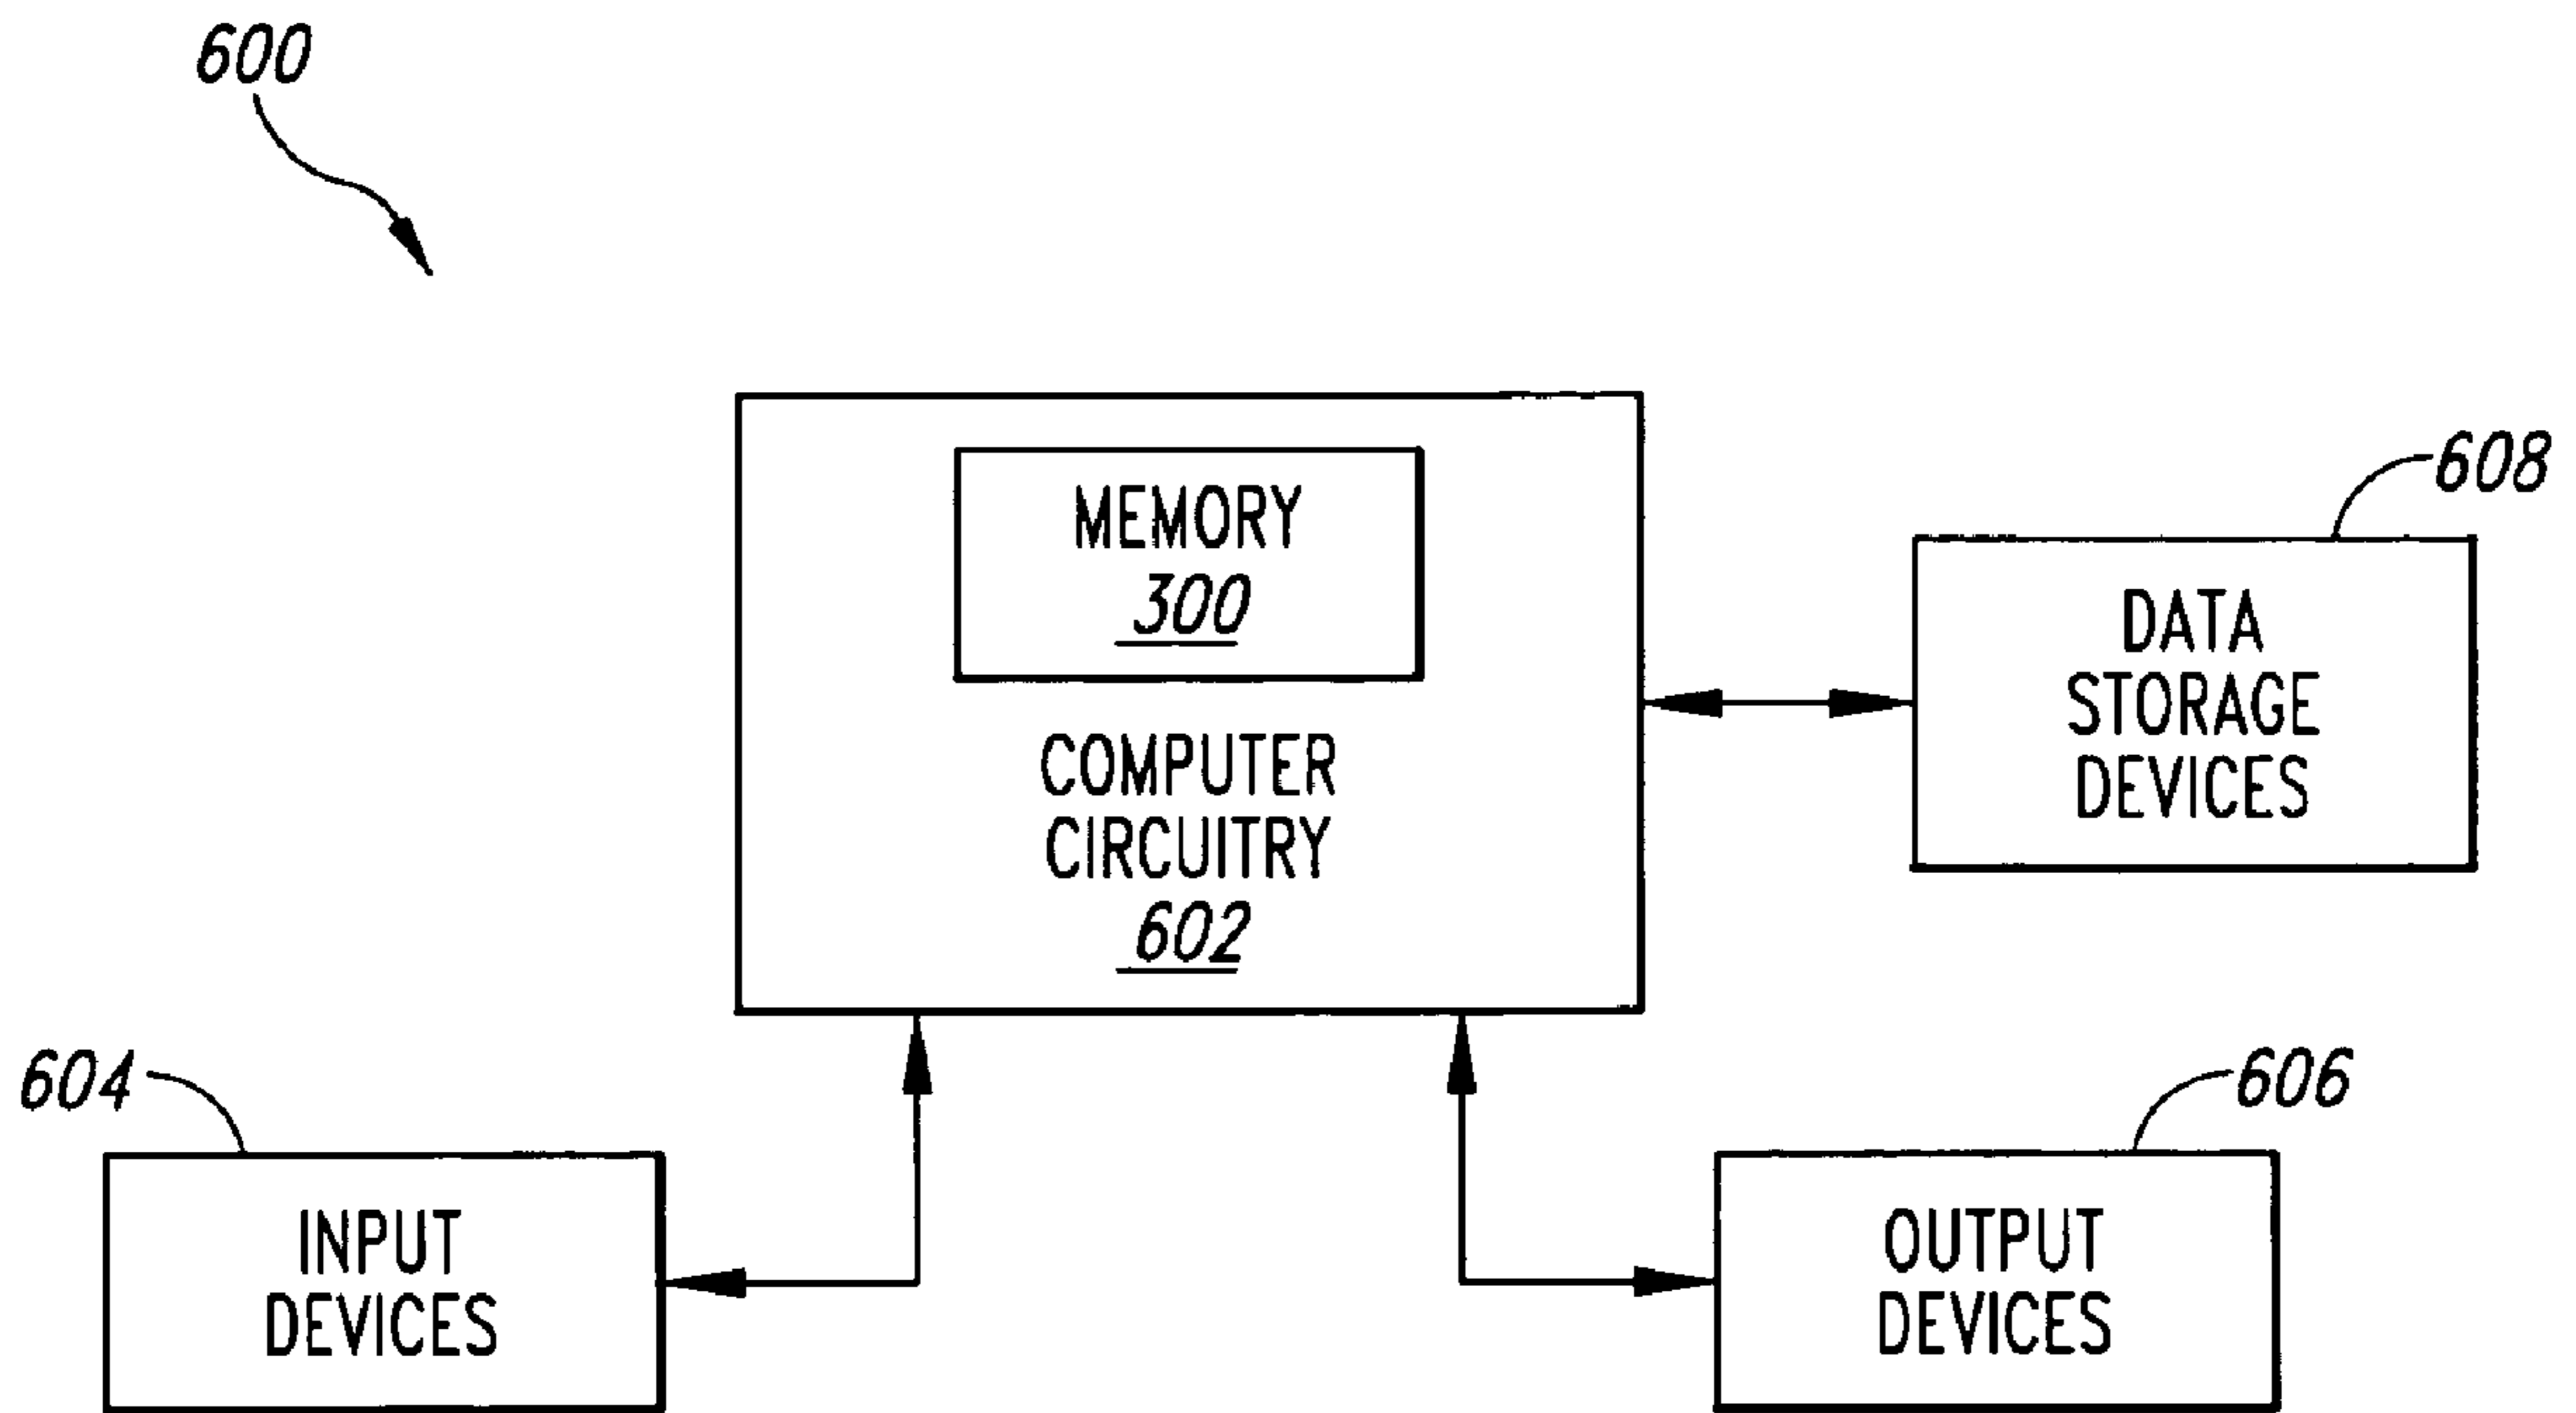 600
MEMORY
300
COMPUTER
CIRCUITRY
602
608
DATA
STORAGE
DEVICES
604
INPUT
DEVICES
606
OUTPUT
DEVICES